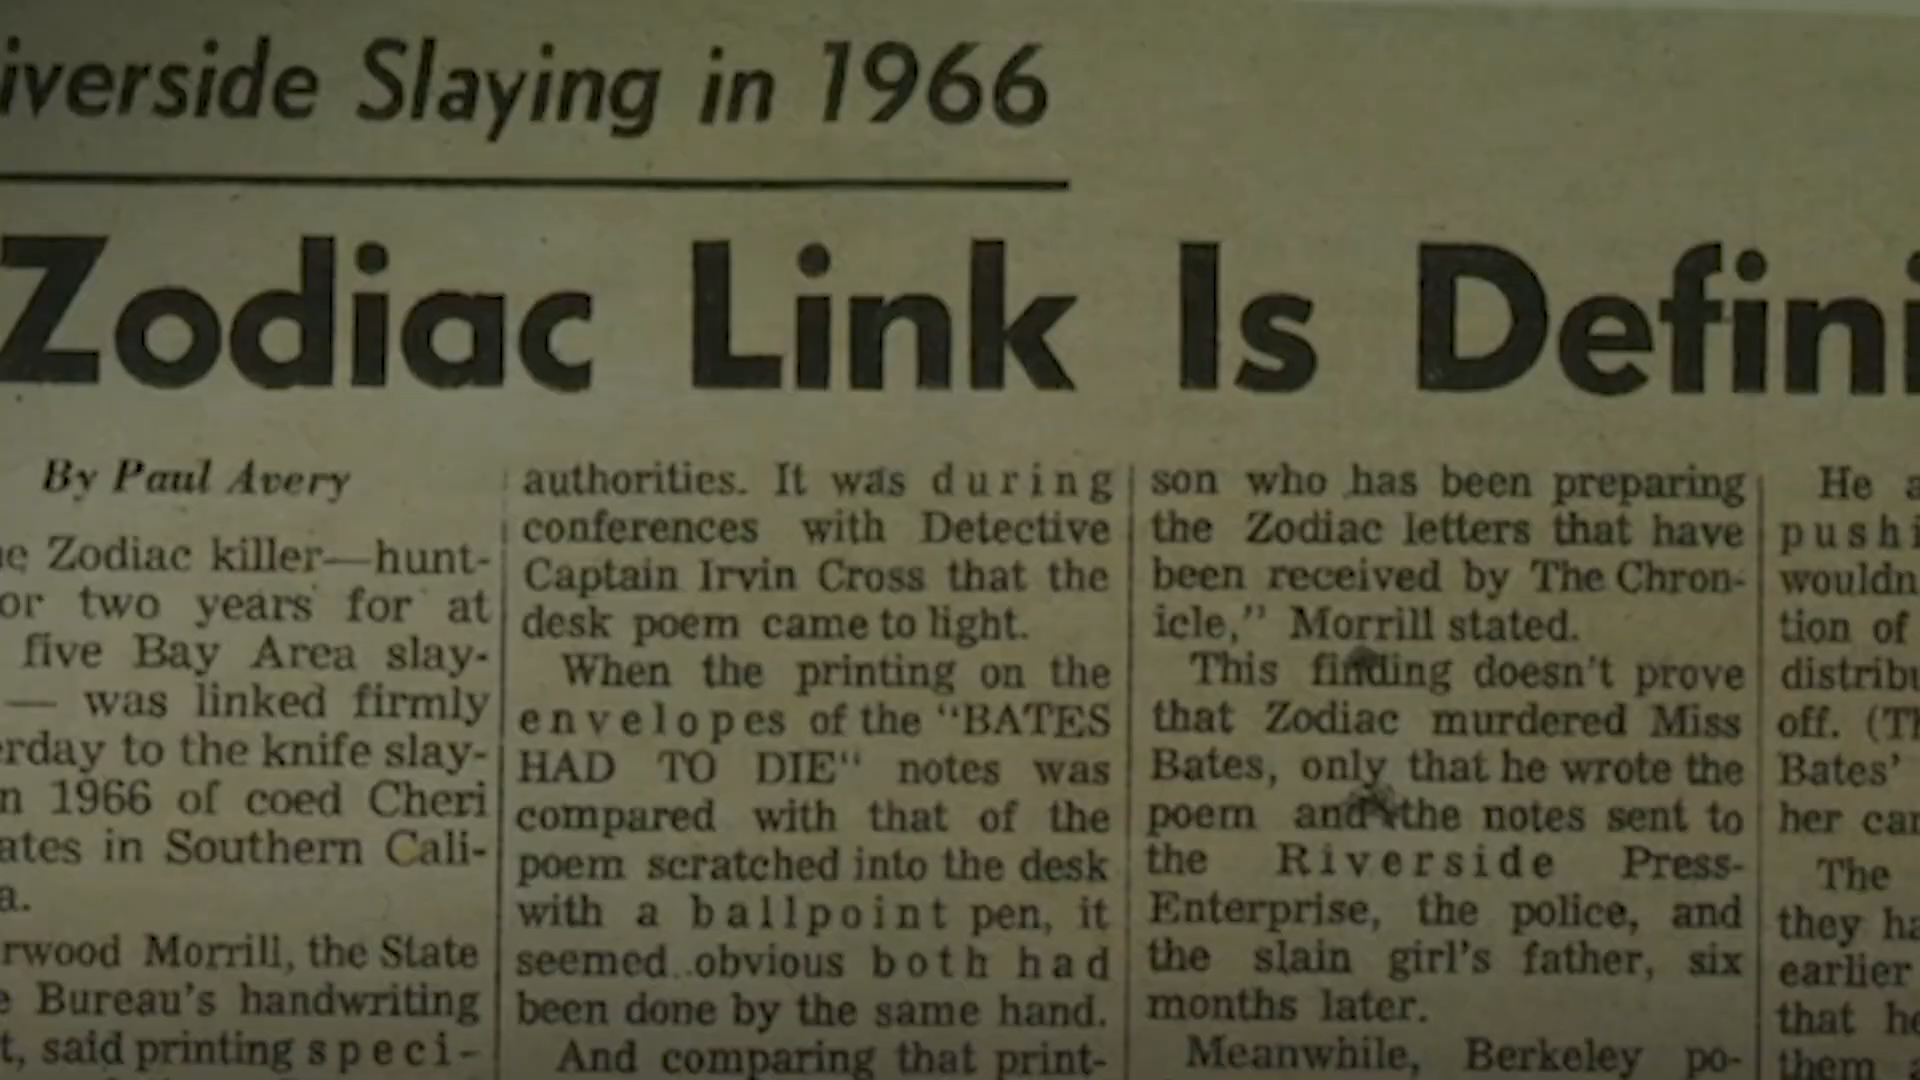 iverside Slaying in 1966
Zodiac Link Is Defini
By Paul Avery
e Zodiac killer—hunt-
or two years for at
five Bay Area slay-
— was linked firmly
erday to the knife slay-
n 1966 of coed Cheri
ates in Southern Cali-
a.
rwood Morrill, the State
e Bureau's handwriting
t, said printing speci-
authorities. It was during
conferences with Detective
Captain Irvin Cross that the
desk poem came to light.
When the printing on the
envelopes of the "BATES
HAD TO DIE" notes was
compared with that of the
poem scratched into the desk
with a ballpoint pen, it
seemed obvious both had
been done by the same hand.
And comparing that print-
son who has been preparing
the Zodiac letters that have
been received by The Chron-
icle," Morrill stated.
This finding doesn't prove
that Zodiac murdered Miss
Bates, only that he wrote the
poem and the notes sent to
the Riverside Press-
Enterprise, the police, and
the slain girl's father, six
months later.
Meanwhile, Berkeley po-
He a
pushi
wouldn
tion of
distribu
off. (Th
Bates'
her car
The
they ha
earlier
that he
them a